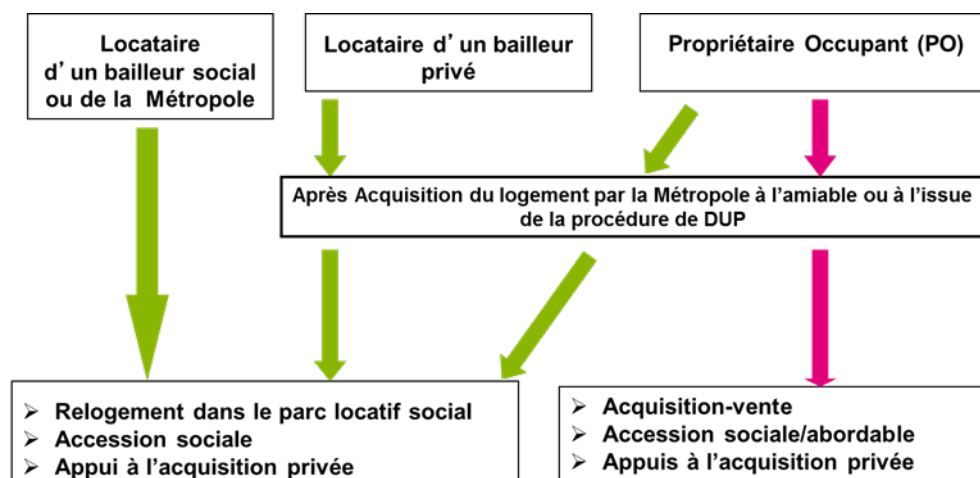 Locataire
d’un bailleur social
ou de la Métropole
Locataire d’un bailleur
privé
Propriétaire Occupant (PO)
Après Acquisition du logement par la Métropole à l’amiable ou à l’issue
de la procédure de DUP
➢ Relogement dans le parc locatif social
➢ Accession sociale
➢ Appui à l’acquisition privée
➢ Acquisition-vente
➢ Accession sociale/abordable
➢ Appuis à l’acquisition privée